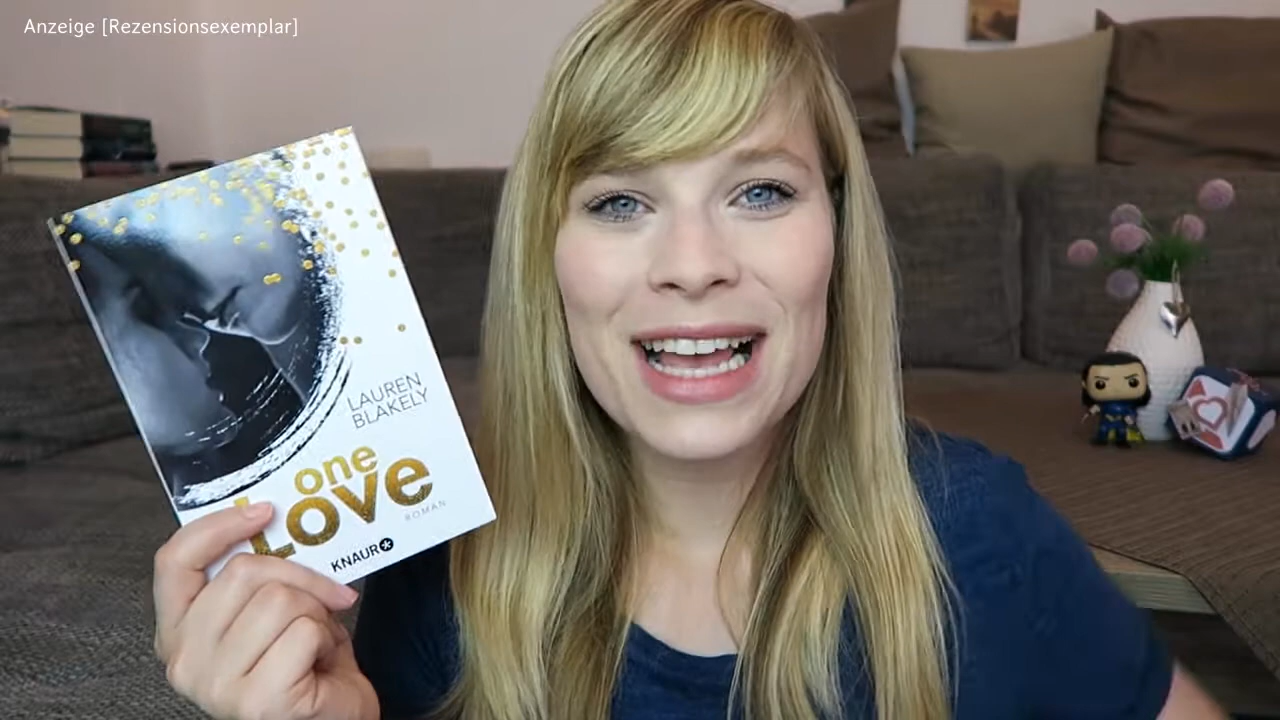 Anzeige [Rezensionsexemplar]
LAUREN
BLAKELY
one
Love
ROMAN
KNAUR*